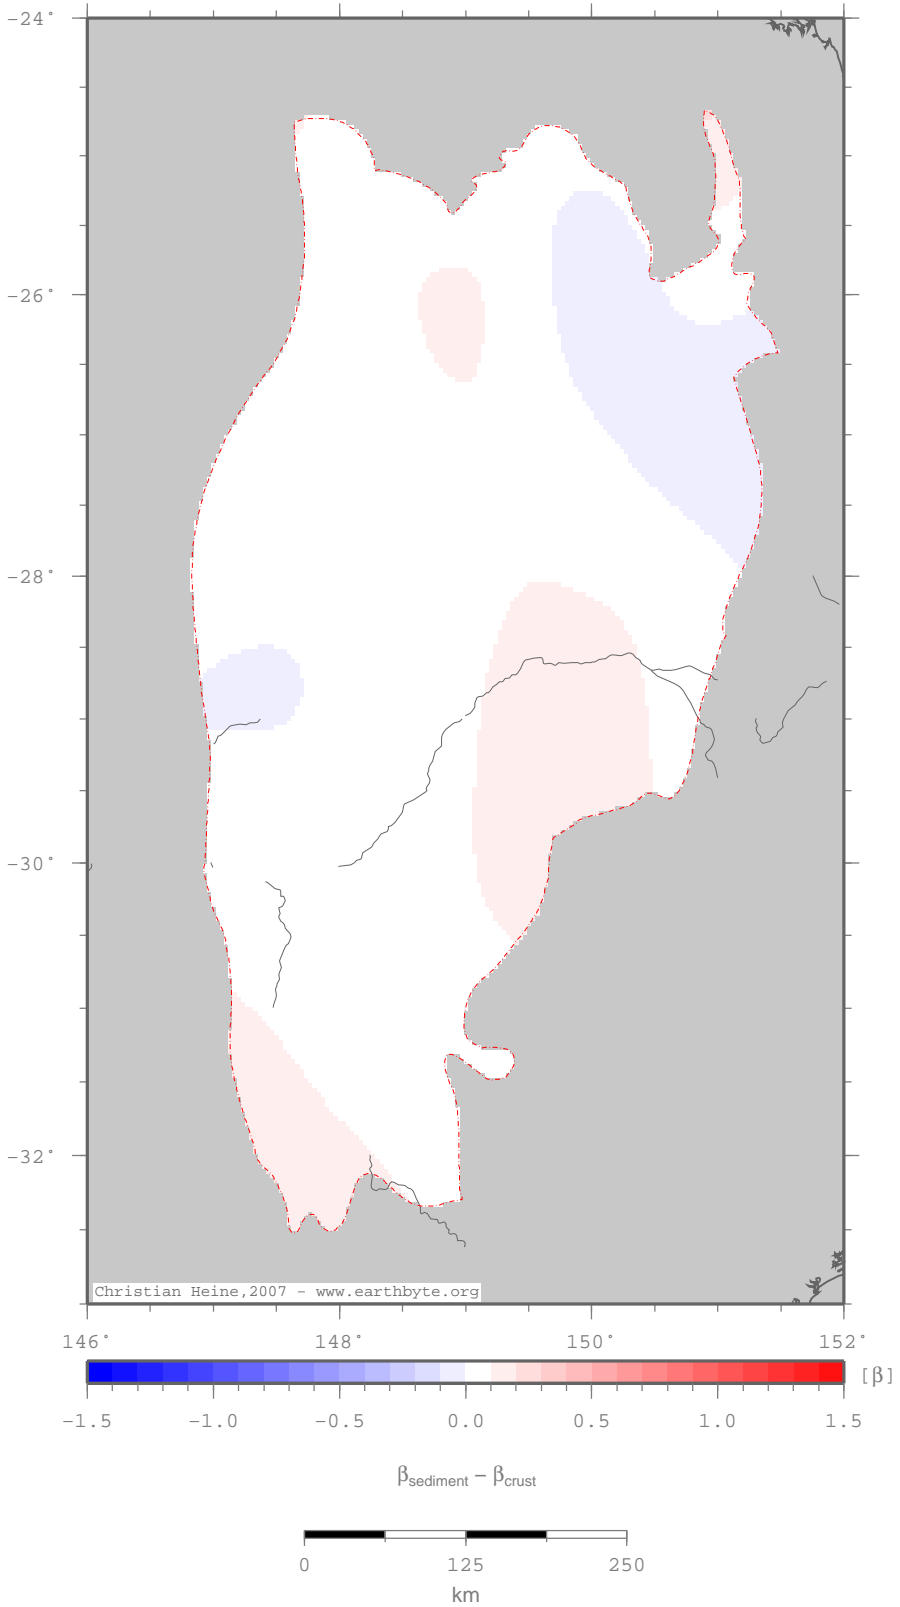 −24°
−26°
−28°
−30°
−32°
Christian Heine,2007 − www.earthbyte.org
146° 148° 150° 152°
[β]
−1.5 −1.0 −0.5 0.0 0.5 1.0 1.5
βsediment − βcrust
0 125 250
km